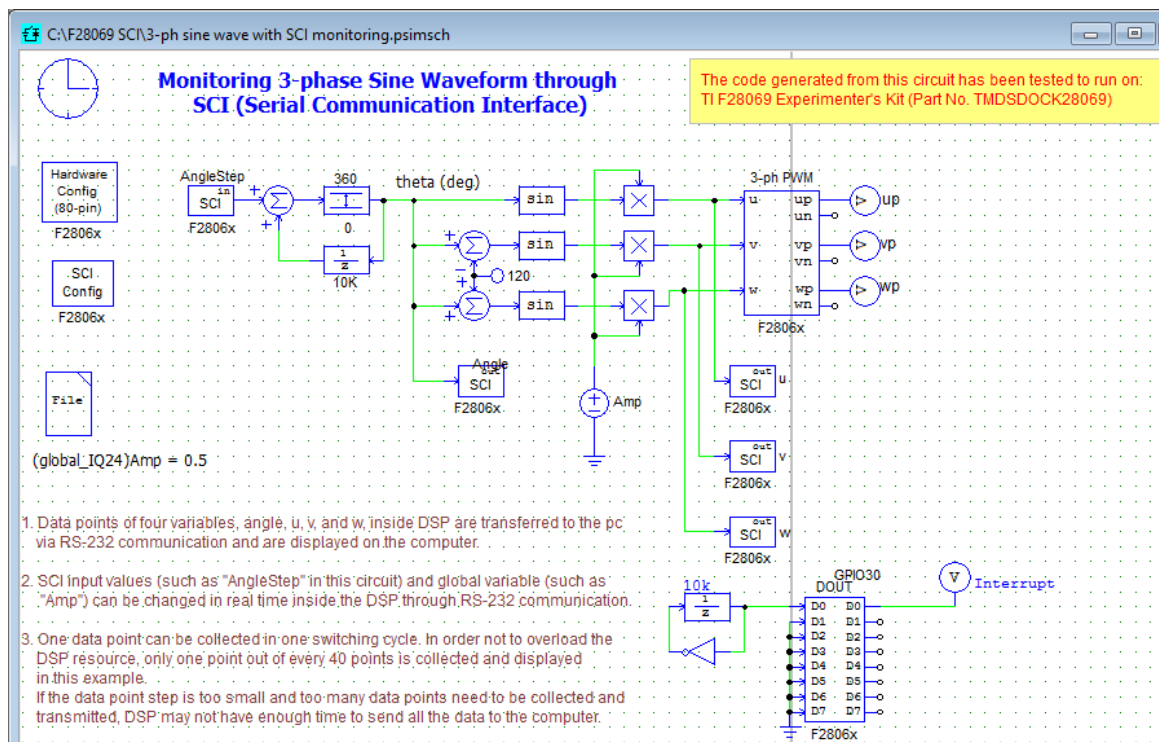 C:\F28069 SCI\3-ph sine wave with SCI monitoring.psimsch
Monitoring 3-phase Sine Waveform through
SCI (Serial Communication Interface)
The code generated from this circuit has been tested to run on:
TI F28069 Experimenter's Kit (Part No. TMDSDOCK28069)
Hardware
Config
(80-pin)
F2806x
SCI
Config
F2806x
File
(global_IQ24)Amp = 0.5
AngleStep
in
SCI
F2806x
+
+
Σ
360
0
1
z
10K
theta (deg)
+
Σ
−
120
+
Σ
+
sin
sin
sin
Angle
out
SCI
F2806x
Amp
3-ph PWM
u
v
w
up
un
vp
vn
wp
wn
F2806x
up
vp
wp
out
SCI
u
F2806x
out
SCI
v
F2806x
out
SCI
w
F2806x
1. Data points of four variables, angle, u, v, and w, inside DSP are transferred to the pc
via RS-232 communication and are displayed on the computer.
2. SCI input values (such as "AngleStep" in this circuit) and global variable (such as
"Amp") can be changed in real time inside the DSP through RS-232 communication.
3. One data point can be collected in one switching cycle. In order not to overload the
DSP resource, only one point out of every 40 points is collected and displayed
in this example.
If the data point step is too small and too many data points need to be collected and
transmitted, DSP may not have enough time to send all the data to the computer.
10k
1
z
GPIO30
DOUT
D0 D0
D1 D1
D2 D2
D3 D3
D4 D4
D5 D5
D6 D6
D7 D7
F2806x
V
Interrupt